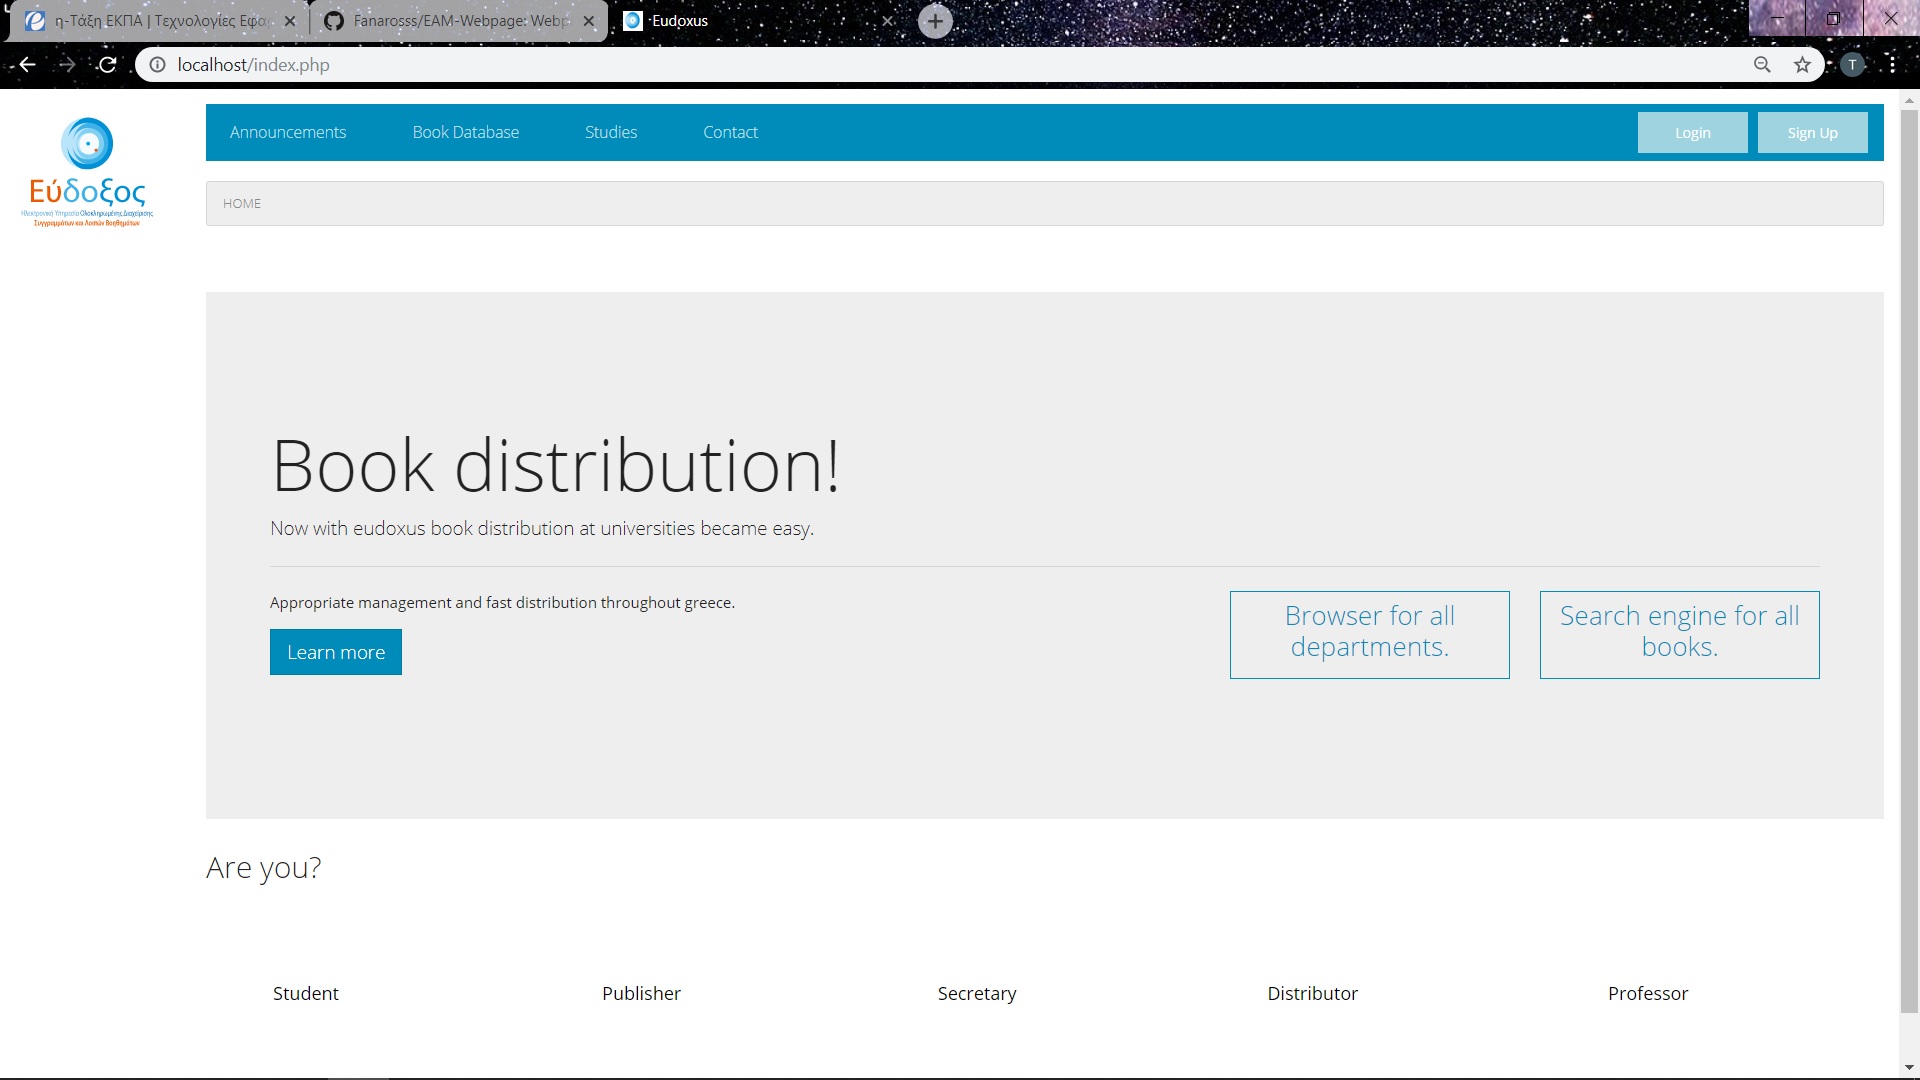 η-Τάξη ΕΚΠΑ | Τεχνολογίες Εφα
Fanarosss/EAM-Webpage: Webp
Eudoxus
localhost/index.php
T
Announcements
Book Database
Studies
Contact
Login
Sign Up
Εύδοξος
Ηλεκτρονική Υπηρεσία Ολοκληρωμένης Διαχείρισης
Συγγραμμάτων και Λοιπών Βοηθημάτων
HOME
Book distribution!
Now with eudoxus book distribution at universities became easy.
Appropriate management and fast distribution throughout greece.
Learn more
Browser for all
departments.
Search engine for all
books.
Are you?
Student
Publisher
Secretary
Distributor
Professor